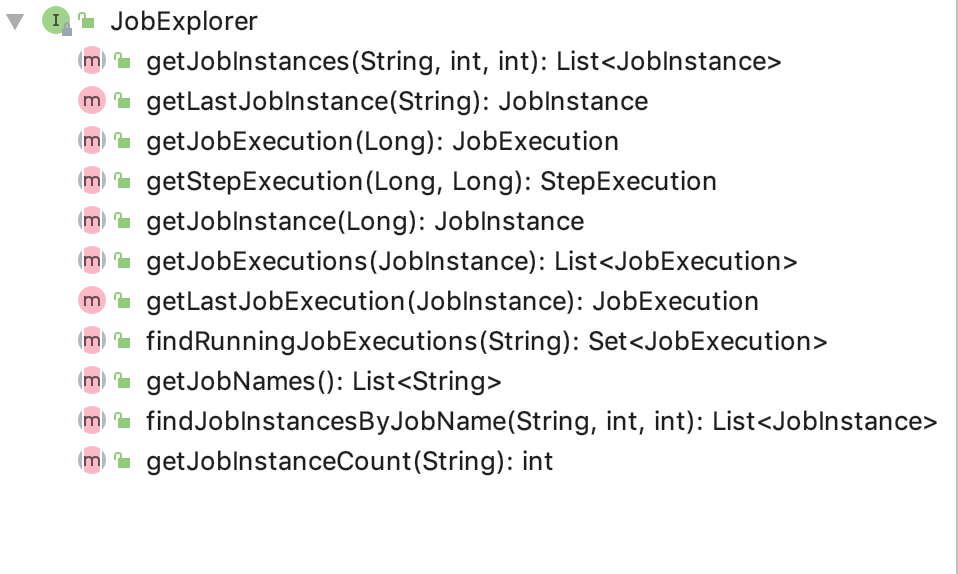 I JobExplorer
m getJobInstances(String, int, int): List<JobInstance>
m getLastJobInstance(String): JobInstance
m getJobExecution(Long): JobExecution
m getStepExecution(Long, Long): StepExecution
m getJobInstance(Long): JobInstance
m getJobExecutions(JobInstance): List<JobExecution>
m getLastJobExecution(JobInstance): JobExecution
m findRunningJobExecutions(String): Set<JobExecution>
m getJobNames(): List<String>
m findJobInstancesByJobName(String, int, int): List<JobInstance>
m getJobInstanceCount(String): int